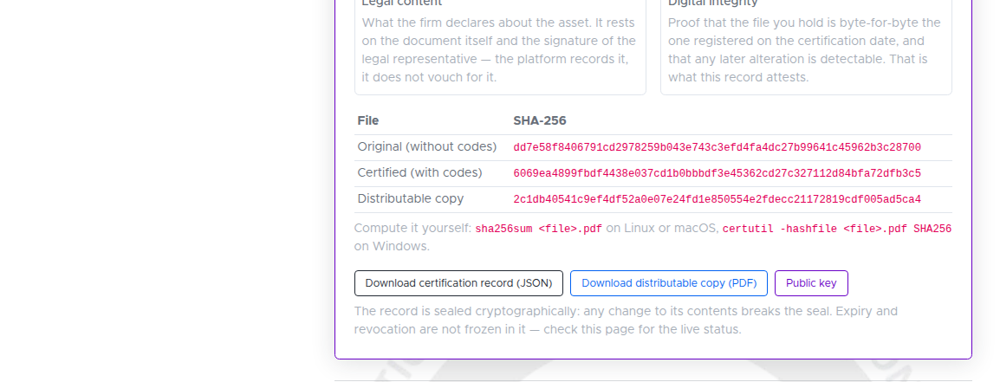 Legal content
What the firm declares about the asset. It rests
on the document itself and the signature of the
legal representative — the platform records it,
it does not vouch for it.
Digital integrity
Proof that the file you hold is byte-for-byte the
one registered on the certification date, and
that any later alteration is detectable. That is
what this record attests.
File SHA-256
Original (without codes) dd7e58f8406791cd2978259b043e743c3efd4fa4dc27b99641c45962b3c28700
Certified (with codes) 6069ea4899fbdf4438e037cd1b0bbbdf3e45362cd27c327112d84bfa72dfb3c5
Distributable copy 2c1db40541c9ef4df52a0e07e24fd1e850554e2fdecc21172819cdf005ad5ca4
Compute it yourself: sha256sum <file>.pdf on Linux or macOS, certutil -hashfile <file>.pdf SHA256
on Windows.
Download certification record (JSON) Download distributable copy (PDF) Public key
The record is sealed cryptographically: any change to its contents breaks the seal. Expiry and
revocation are not frozen in it — check this page for the live status.